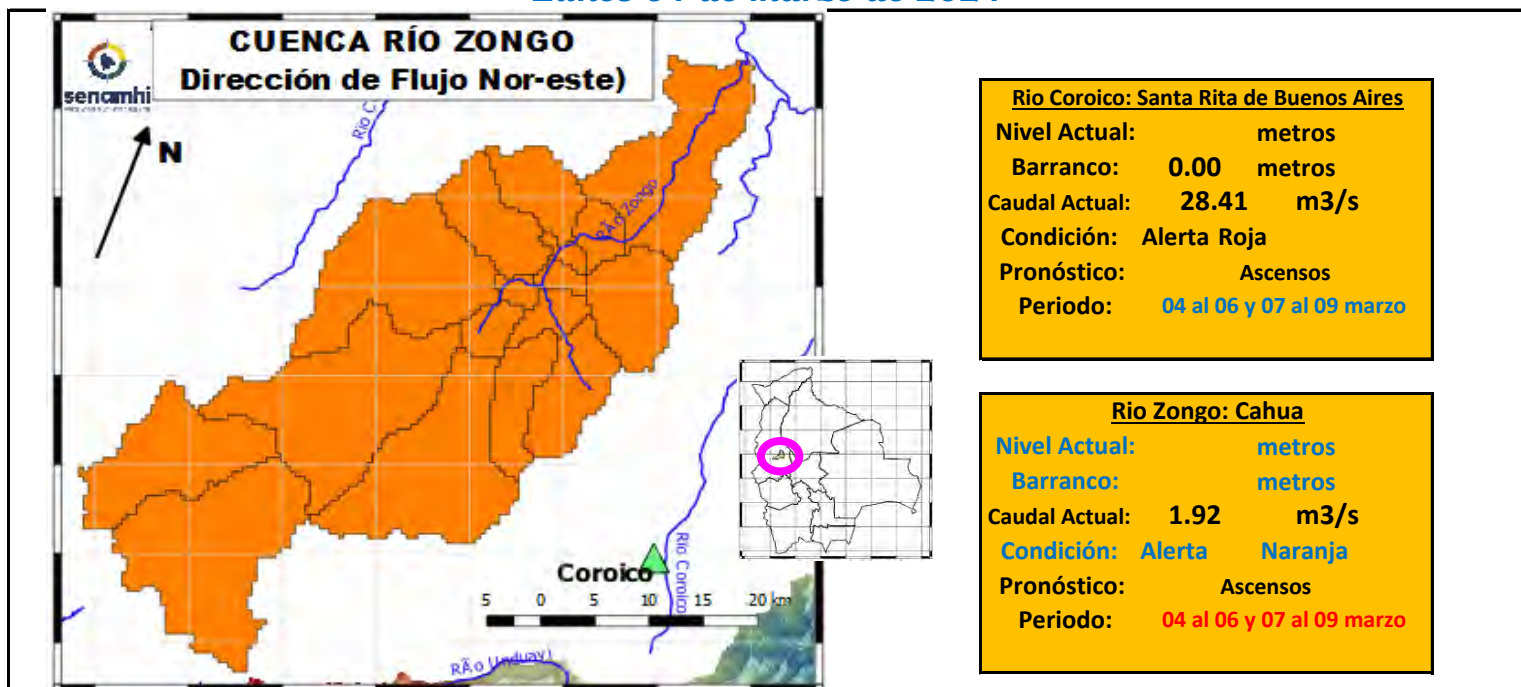 CUENCA RÍO ZONGO
Dirección de Flujo Nor-este)
senamhi
N
Río C
RÃo Zongo
Coroico
Río Coroico
5 0 5 10 15 20 km
RÃo Unduavi
Rio Coroico: Santa Rita de Buenos Aires
Nivel Actual: metros
Barranco: 0.00 metros
Caudal Actual: 28.41 m3/s
Condición: Alerta Roja
Pronóstico: Ascensos
Periodo: 04 al 06 y 07 al 09 marzo
Rio Zongo: Cahua
Nivel Actual: metros
Barranco: metros
Caudal Actual: 1.92 m3/s
Condición: Alerta Naranja
Pronóstico: Ascensos
Periodo: 04 al 06 y 07 al 09 marzo